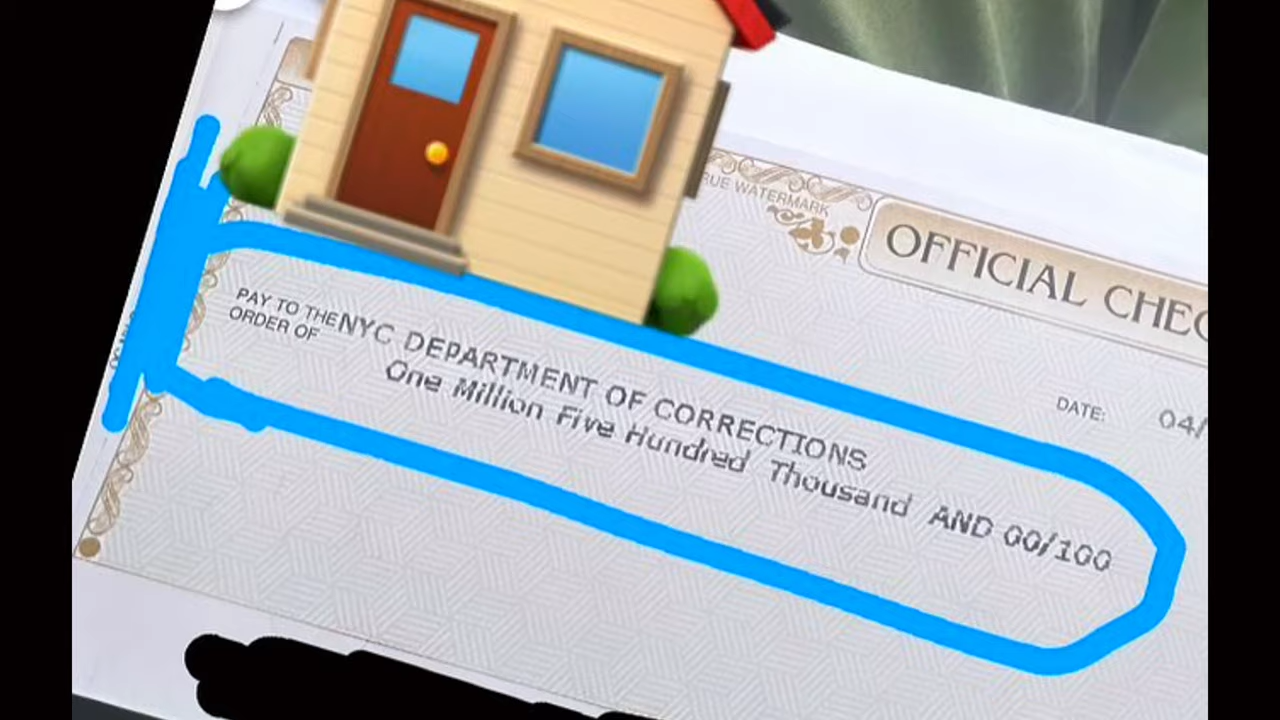 RUE WATERMARK
OFFICIAL CHEC
DATE: 04/
PAY TO THE NYC DEPARTMENT OF CORRECTIONS
ORDER OF
One Million Five Hundred Thousand AND 00/100